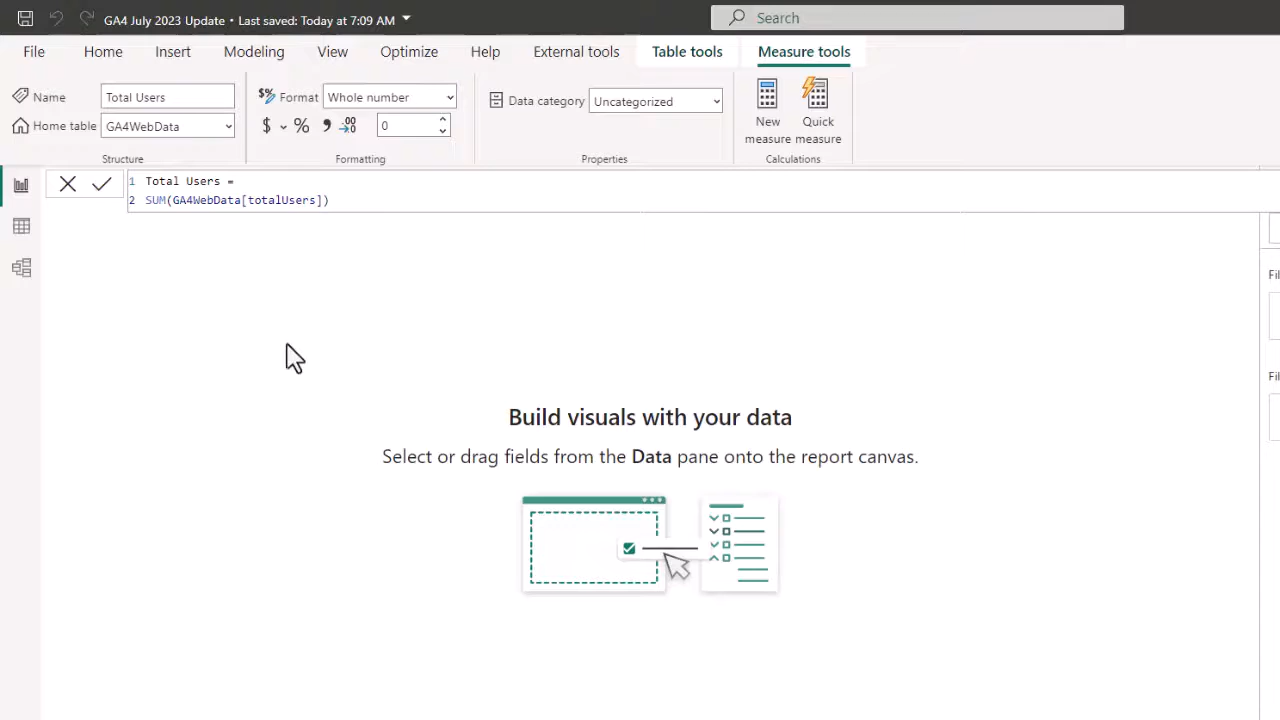 GA4 July 2023 Update • Last saved: Today at 7:09 AM
Search
File Home Insert Modeling View Optimize Help External tools Table tools Measure tools
Name Total Users
Home table GA4WebData
Structure
Format Whole number
$ % 0
Formatting
Data category Uncategorized
Properties
New measure
Quick measure
Calculations
1 Total Users =
2 SUM(GA4WebData[totalUsers])
Fil
Fil
Build visuals with your data
Select or drag fields from the Data pane onto the report canvas.